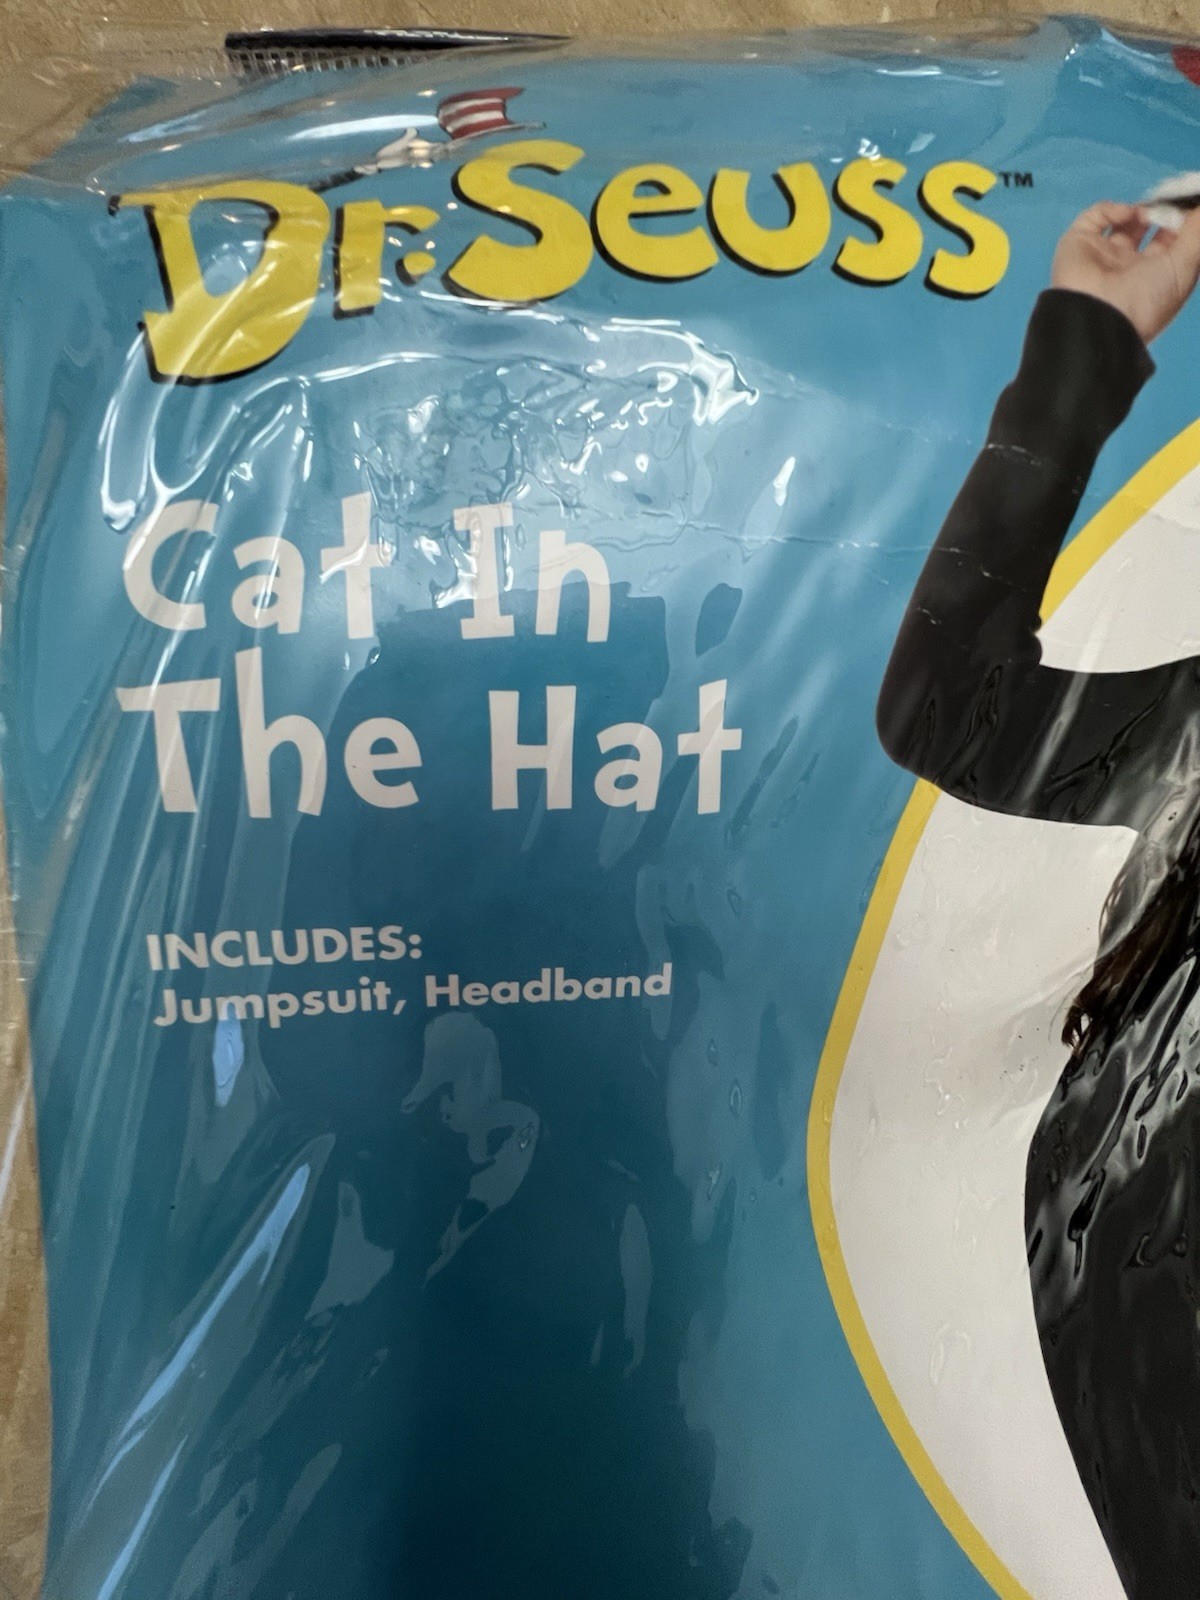 Dr. Seuss™
Cat In
The Hat
INCLUDES:
Jumpsuit, Headband